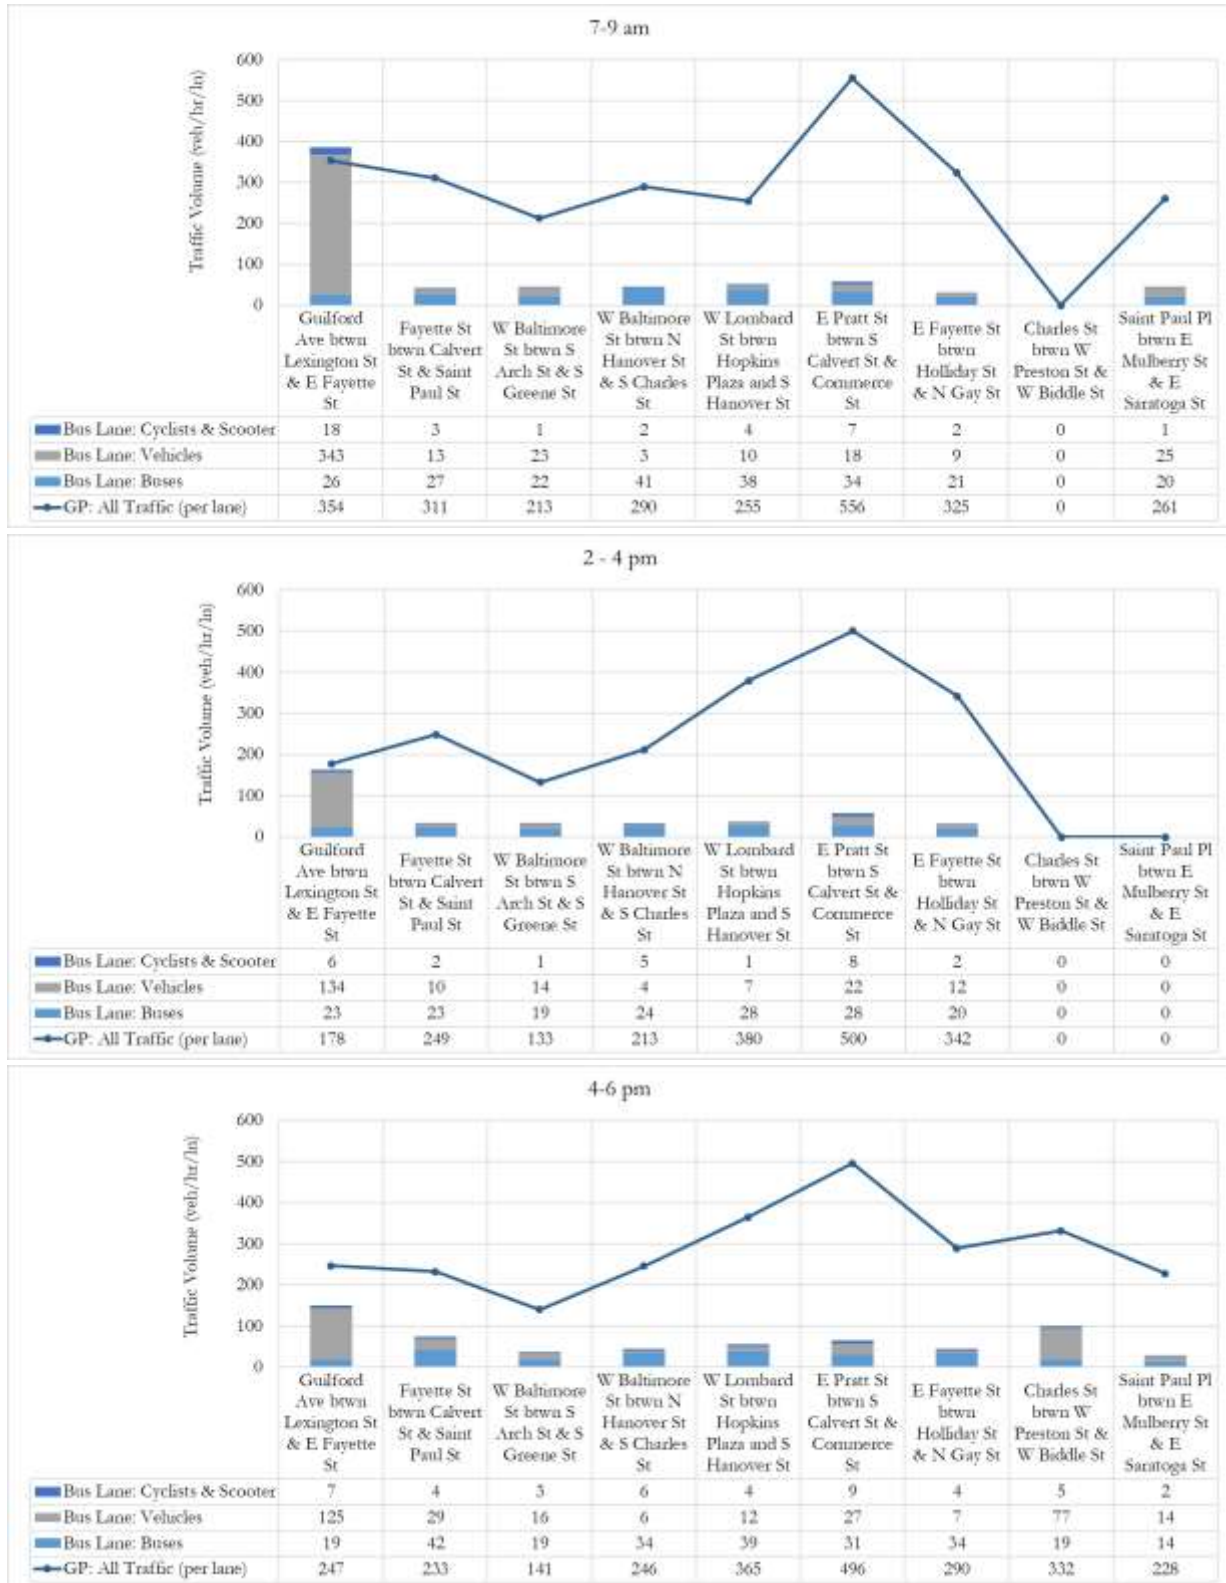 7-9 am
Traffic Volume (veh/hr/ln)
600
500
400
300
200
100
0
Guilford Ave btwn Lexington St & E Fayette St
Fayette St btwn Calvert St & Saint Paul St
W Baltimore St btwn S Arch St & S Greene St
W Baltimore St btwn N Hanover St & S Charles St
W Lombard St btwn Hopkins Plaza and S Hanover St
E Pratt St btwn S Calvert St & Commerce St
E Fayette St btwn Holliday St & N Gay St
Charles St btwn W Preston St & W Biddle St
Saint Paul Pl btwn E Mulberry St & E Saratoga St
Bus Lane: Cyclists & Scooter 18 3 1 2 4 7 2 0 1
Bus Lane: Vehicles 343 13 23 3 10 18 9 0 25
Bus Lane: Buses 26 27 22 41 38 34 21 0 20
GP: All Traffic (per lane) 354 311 213 290 255 556 325 0 261
2 - 4 pm
Traffic Volume (veh/hr/ln)
600
500
400
300
200
100
0
Guilford Ave btwn Lexington St & E Fayette St
Fayette St btwn Calvert St & Saint Paul St
W Baltimore St btwn S Arch St & S Greene St
W Baltimore St btwn N Hanover St & S Charles St
W Lombard St btwn Hopkins Plaza and S Hanover St
E Pratt St btwn S Calvert St & Commerce St
E Fayette St btwn Holliday St & N Gay St
Charles St btwn W Preston St & W Biddle St
Saint Paul Pl btwn E Mulberry St & E Saratoga St
Bus Lane: Cyclists & Scooter 6 2 1 5 1 8 2 0 0
Bus Lane: Vehicles 134 10 14 4 7 22 12 0 0
Bus Lane: Buses 23 23 19 24 28 28 20 0 0
GP: All Traffic (per lane) 178 249 133 213 380 500 342 0 0
4-6 pm
Traffic Volume (veh/hr/ln)
600
500
400
300
200
100
0
Guilford Ave btwn Lexington St & E Fayette St
Fayette St btwn Calvert St & Saint Paul St
W Baltimore St btwn S Arch St & S Greene St
W Baltimore St btwn N Hanover St & S Charles St
W Lombard St btwn Hopkins Plaza and S Hanover St
E Pratt St btwn S Calvert St & Commerce St
E Fayette St btwn Holliday St & N Gay St
Charles St btwn W Preston St & W Biddle St
Saint Paul Pl btwn E Mulberry St & E Saratoga St
Bus Lane: Cyclists & Scooter 7 4 3 6 4 9 4 5 2
Bus Lane: Vehicles 125 29 16 6 12 27 7 77 14
Bus Lane: Buses 19 42 19 34 39 31 34 19 14
GP: All Traffic (per lane) 247 233 141 246 365 496 290 332 228